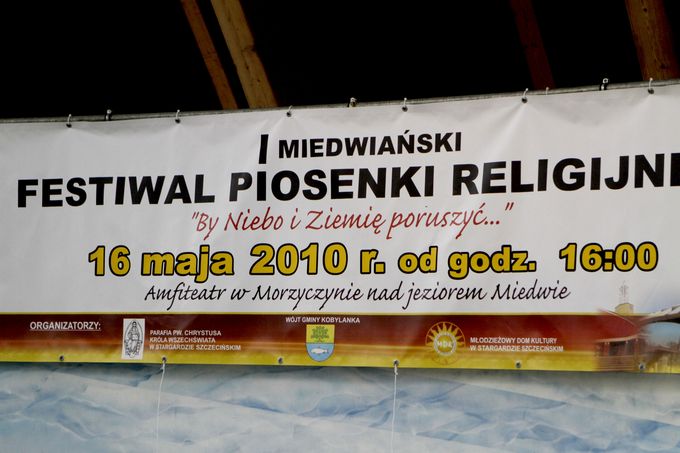 I MIEDWIAŃSKI
FESTIWAL PIOSENKI RELIGIJNE
"By Niebo i Ziemię poruszyć..."
16 maja 2010 r. od godz. 16:00
Amfiteatr w Morzyczynie nad jeziorem Miedwie
ORGANIZATORZY:
PARAFIA PW. CHRYSTUSA
KRÓLA WSZECHŚWIATA
W STARGARDZIE SZCZECIŃSKIM
WÓJT GMINY KOBYLANKA
MDK
MŁODZIEŻOWY DOM KULTURY
W STARGARDZIE SZCZECIŃSKIM